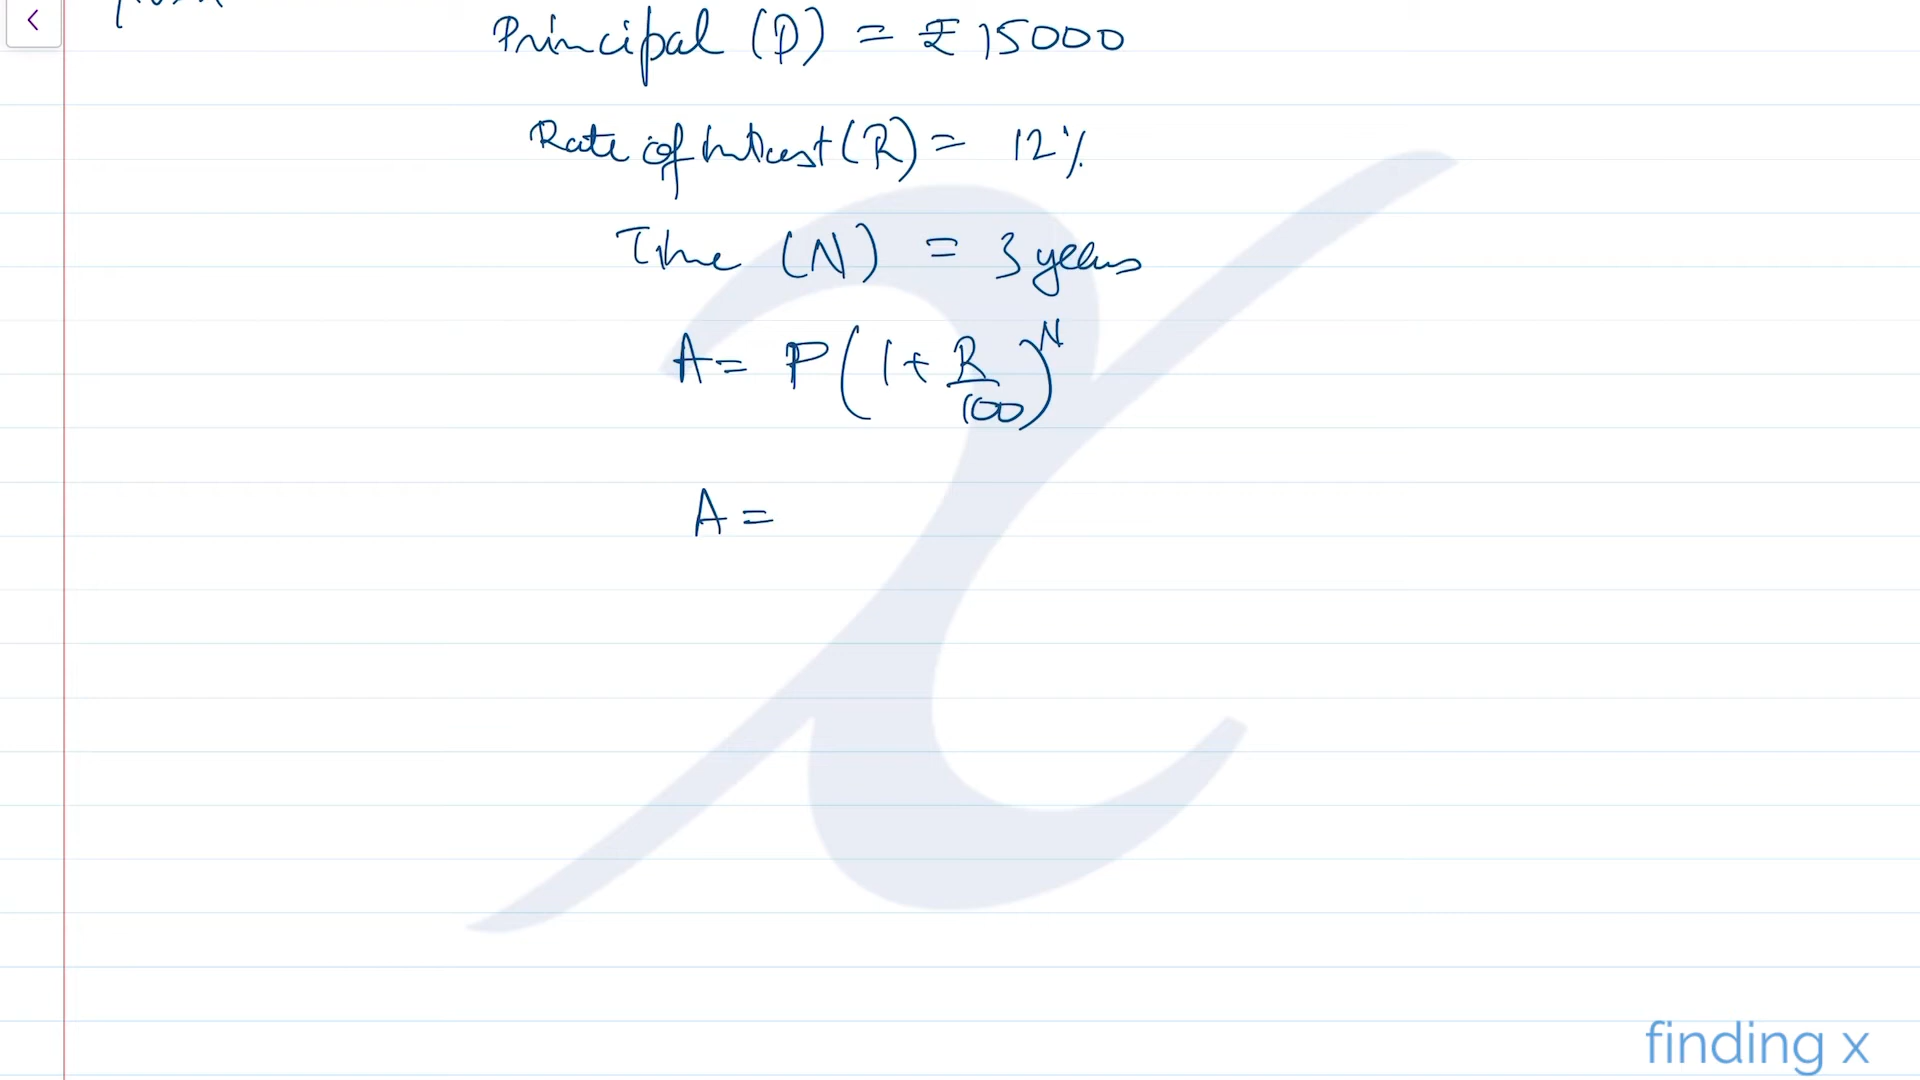 Principal (P) = ₹ 15000
Rate of Interest (R) = 12%
Time (N) = 3 years
A = P(1 + R/100)^N
A =
finding x